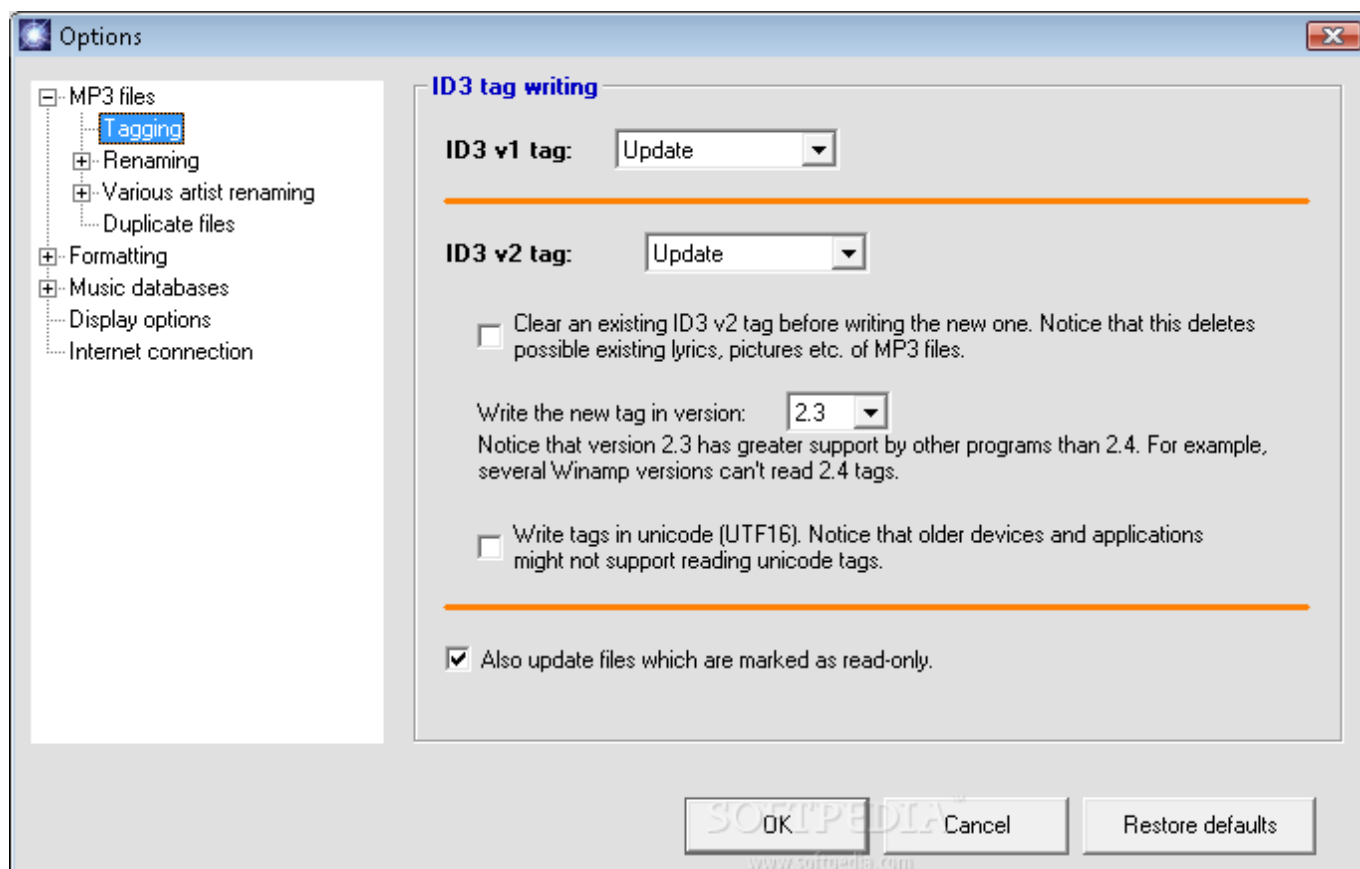 Options
MP3 files
Tagging
Renaming
Various artist renaming
Duplicate files
Formatting
Music databases
Display options
Internet connection
ID3 tag writing
ID3 v1 tag: Update
ID3 v2 tag: Update
Clear an existing ID3 v2 tag before writing the new one. Notice that this deletes
possible existing lyrics, pictures etc. of MP3 files.
Write the new tag in version: 2.3
Notice that version 2.3 has greater support by other programs than 2.4. For example,
several Winamp versions can't read 2.4 tags.
Write tags in unicode (UTF16). Notice that older devices and applications
might not support reading unicode tags.
Also update files which are marked as read-only.
OK Cancel Restore defaults
SOFTPEDIA
www.softpedia.com